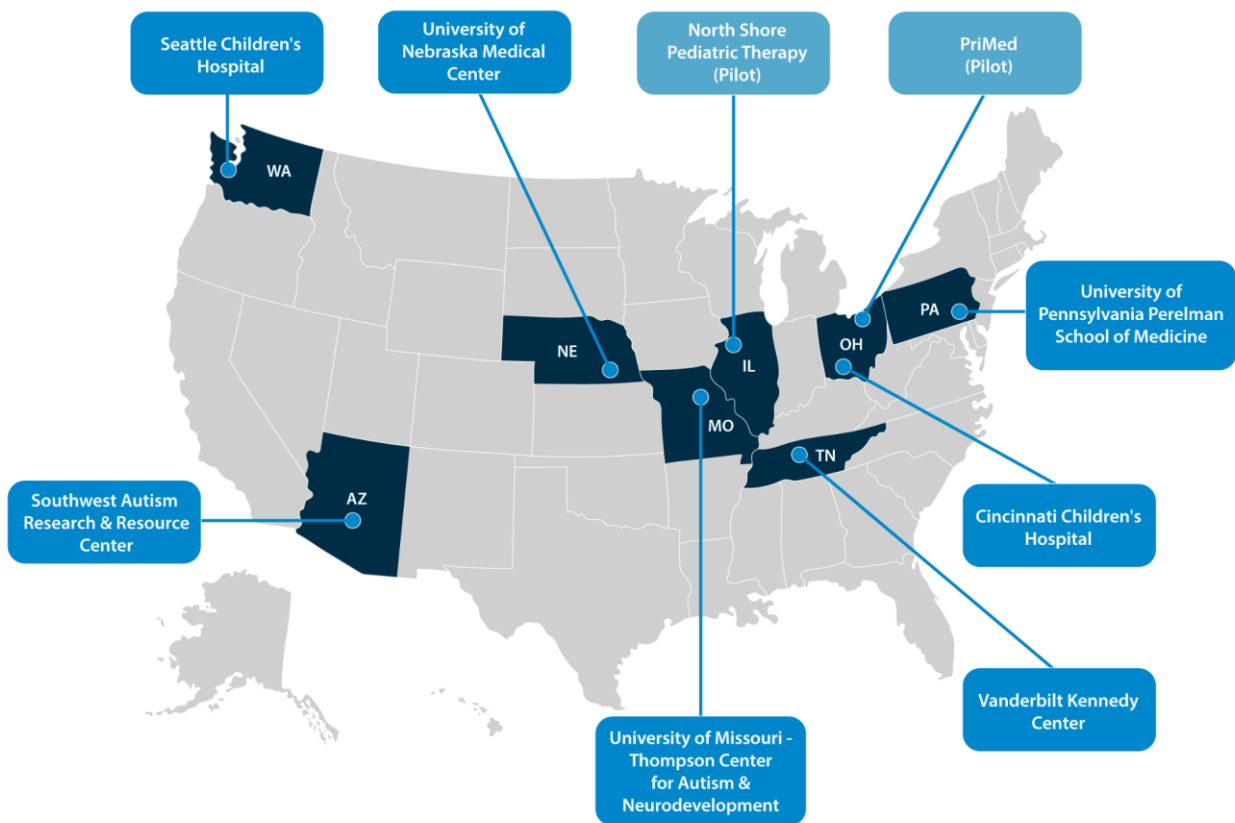 Seattle Children's
Hospital
University of
Nebraska Medical
Center
North Shore
Pediatric Therapy
(Pilot)
PriMed
(Pilot)
WA
University of
Pennsylvania Perelman
School of Medicine
PA
NE
OH
IL
MO
TN
AZ
Southwest Autism
Research & Resource
Center
Cincinnati Children's
Hospital
Vanderbilt Kennedy
Center
University of Missouri -
Thompson Center
for Autism &
Neurodevelopment